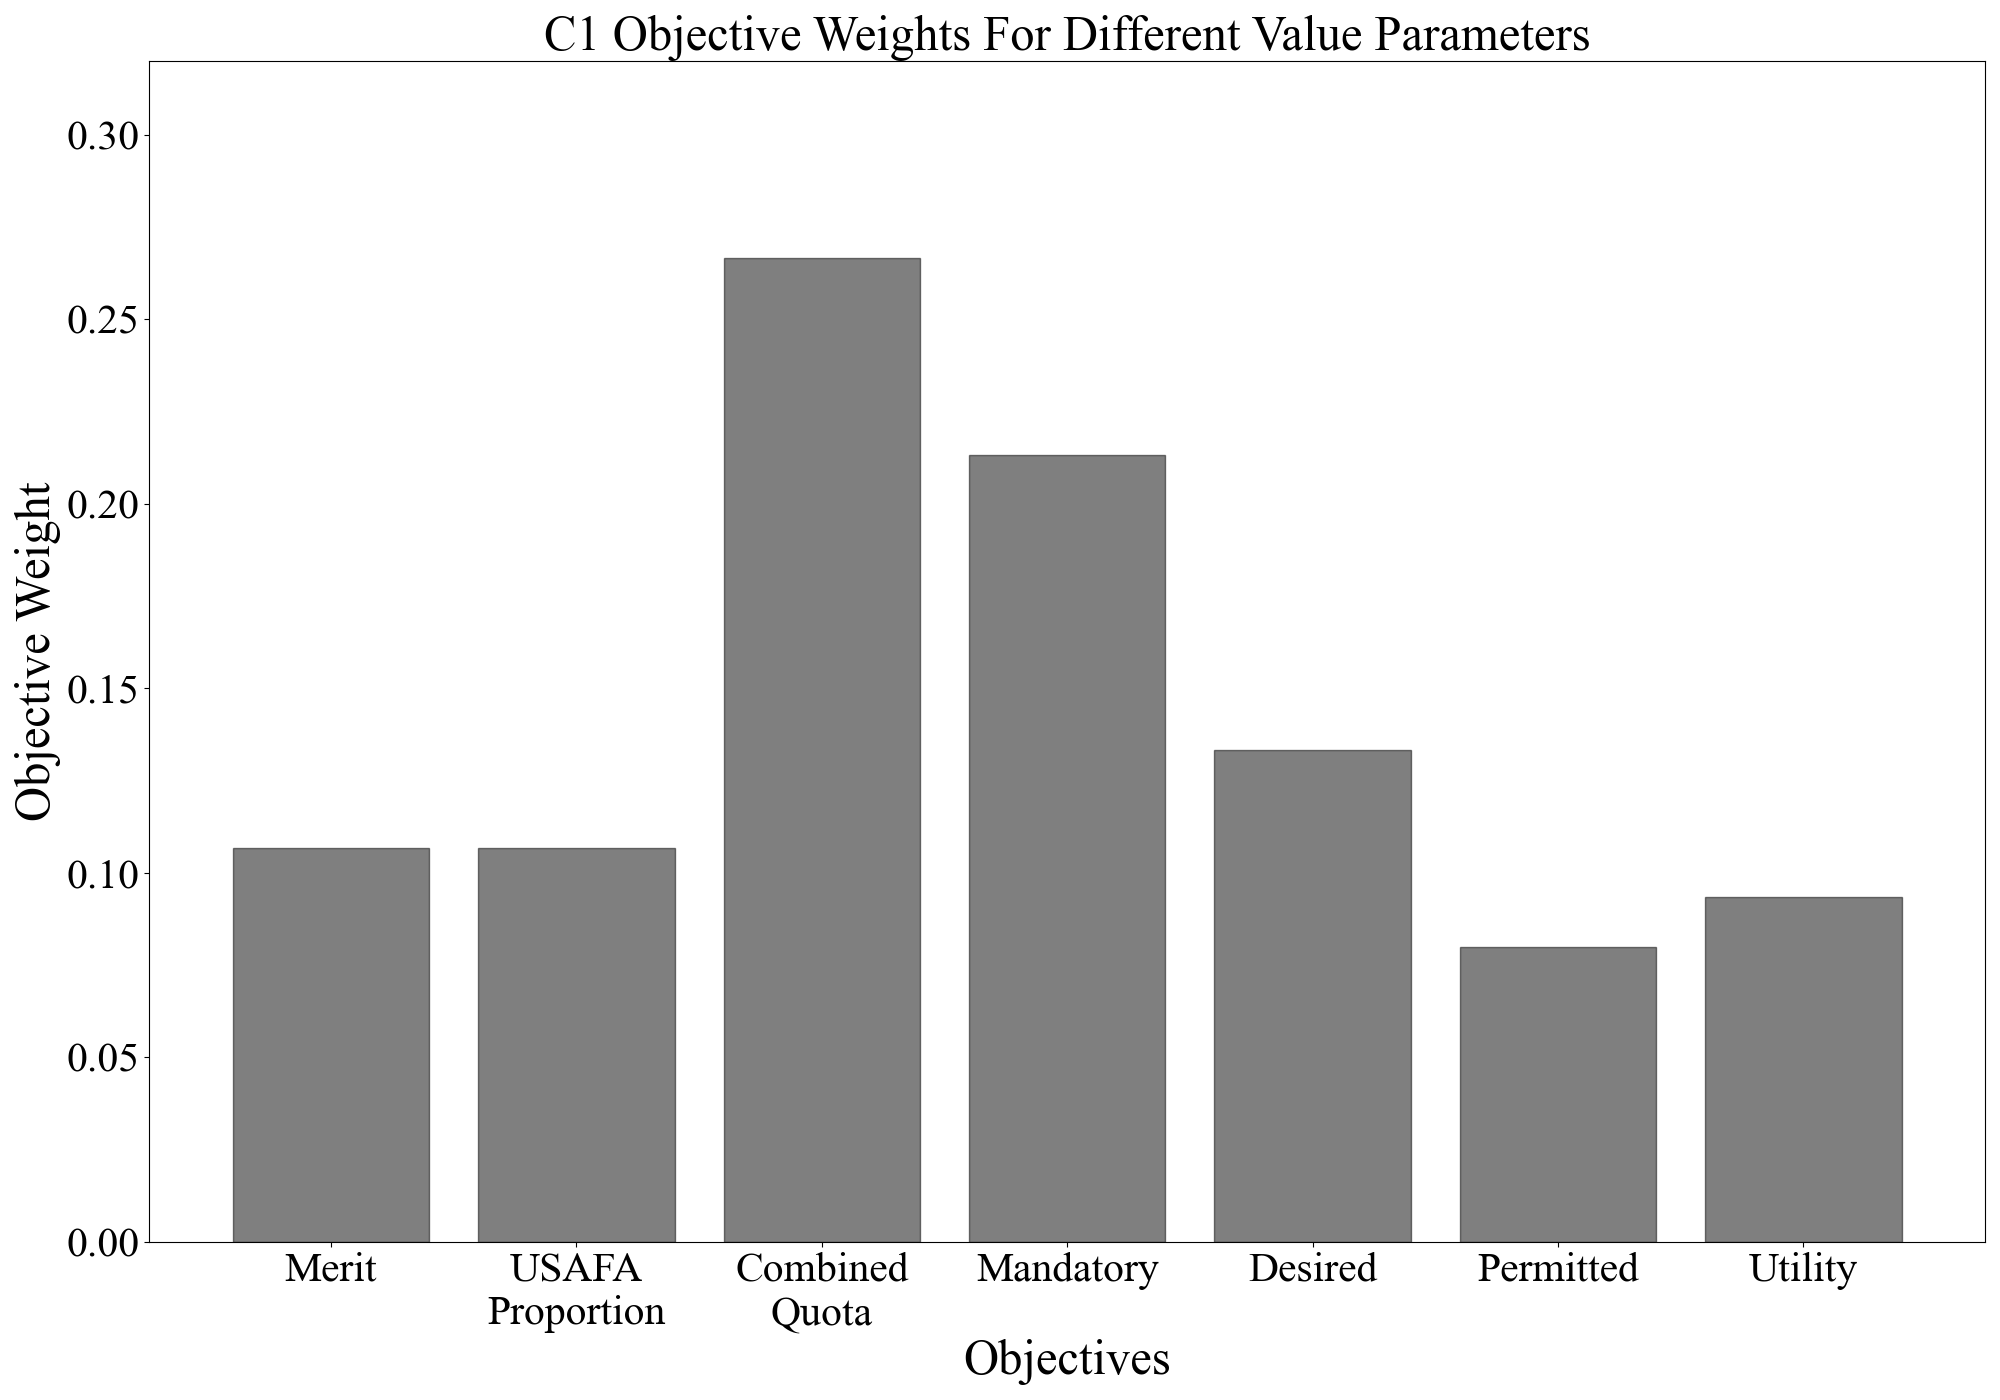 C1 Objective Weights For Different Value Parameters
Objective Weight
0.30
0.25
0.20
0.15
0.10
0.05
0.00
Merit
USAFA
Proportion
Combined
Quota
Mandatory
Desired
Permitted
Utility
Objectives